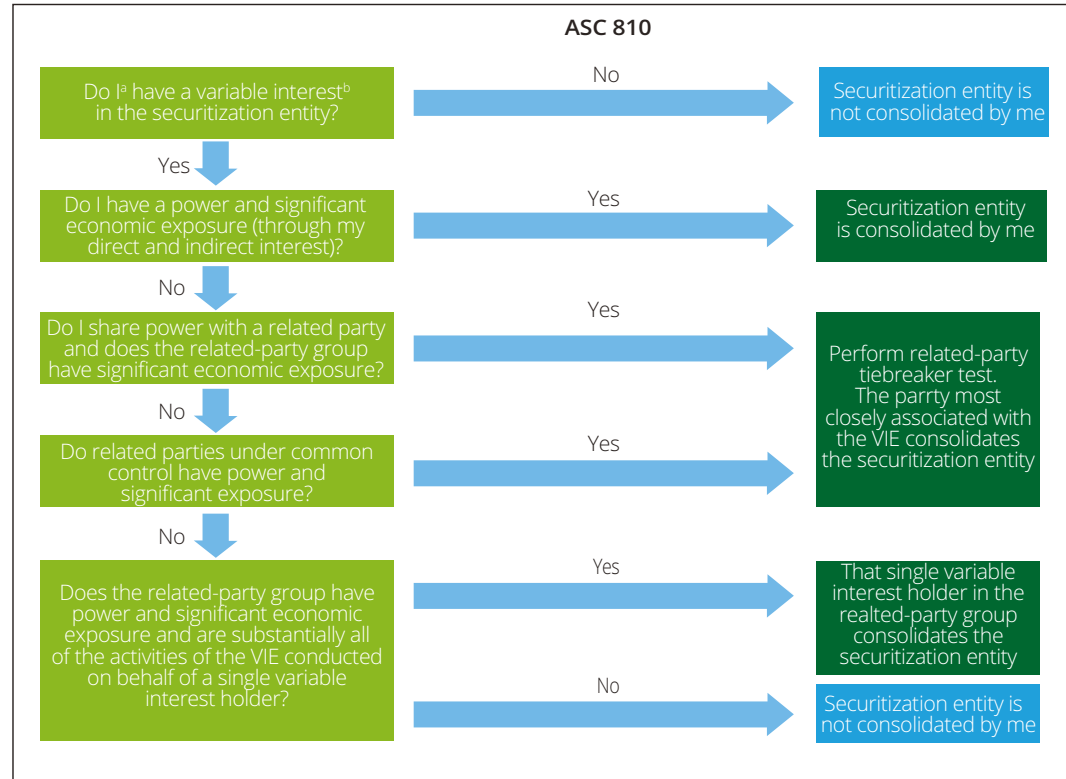 ASC 810
Do Iᵃ have a variable interestᵇ
in the securitization entity?
No
Securitization entity is
not consolidated by me
Yes
Do I have a power and significant
economic exposure (through my
direct and indirect interest)?
Yes
Securitization entity
is consolidated by me
No
Do I share power with a related party
and does the related-party group
have significant economic exposure?
Yes
Perform related-party
tiebreaker test.
The parrty most
closely associated with
the VIE consolidates
the securitization entity
No
Do related parties under common
control have power and
significant exposure?
Yes
No
Does the related-party group have
power and significant economic
exposure and are substantially all
of the activities of the VIE conducted
on behalf of a single variable
interest holder?
Yes
That single variable
interest holder in the
realted-party group
consolidates the
securitization entity
No
Securitization entity is
not consolidated by me